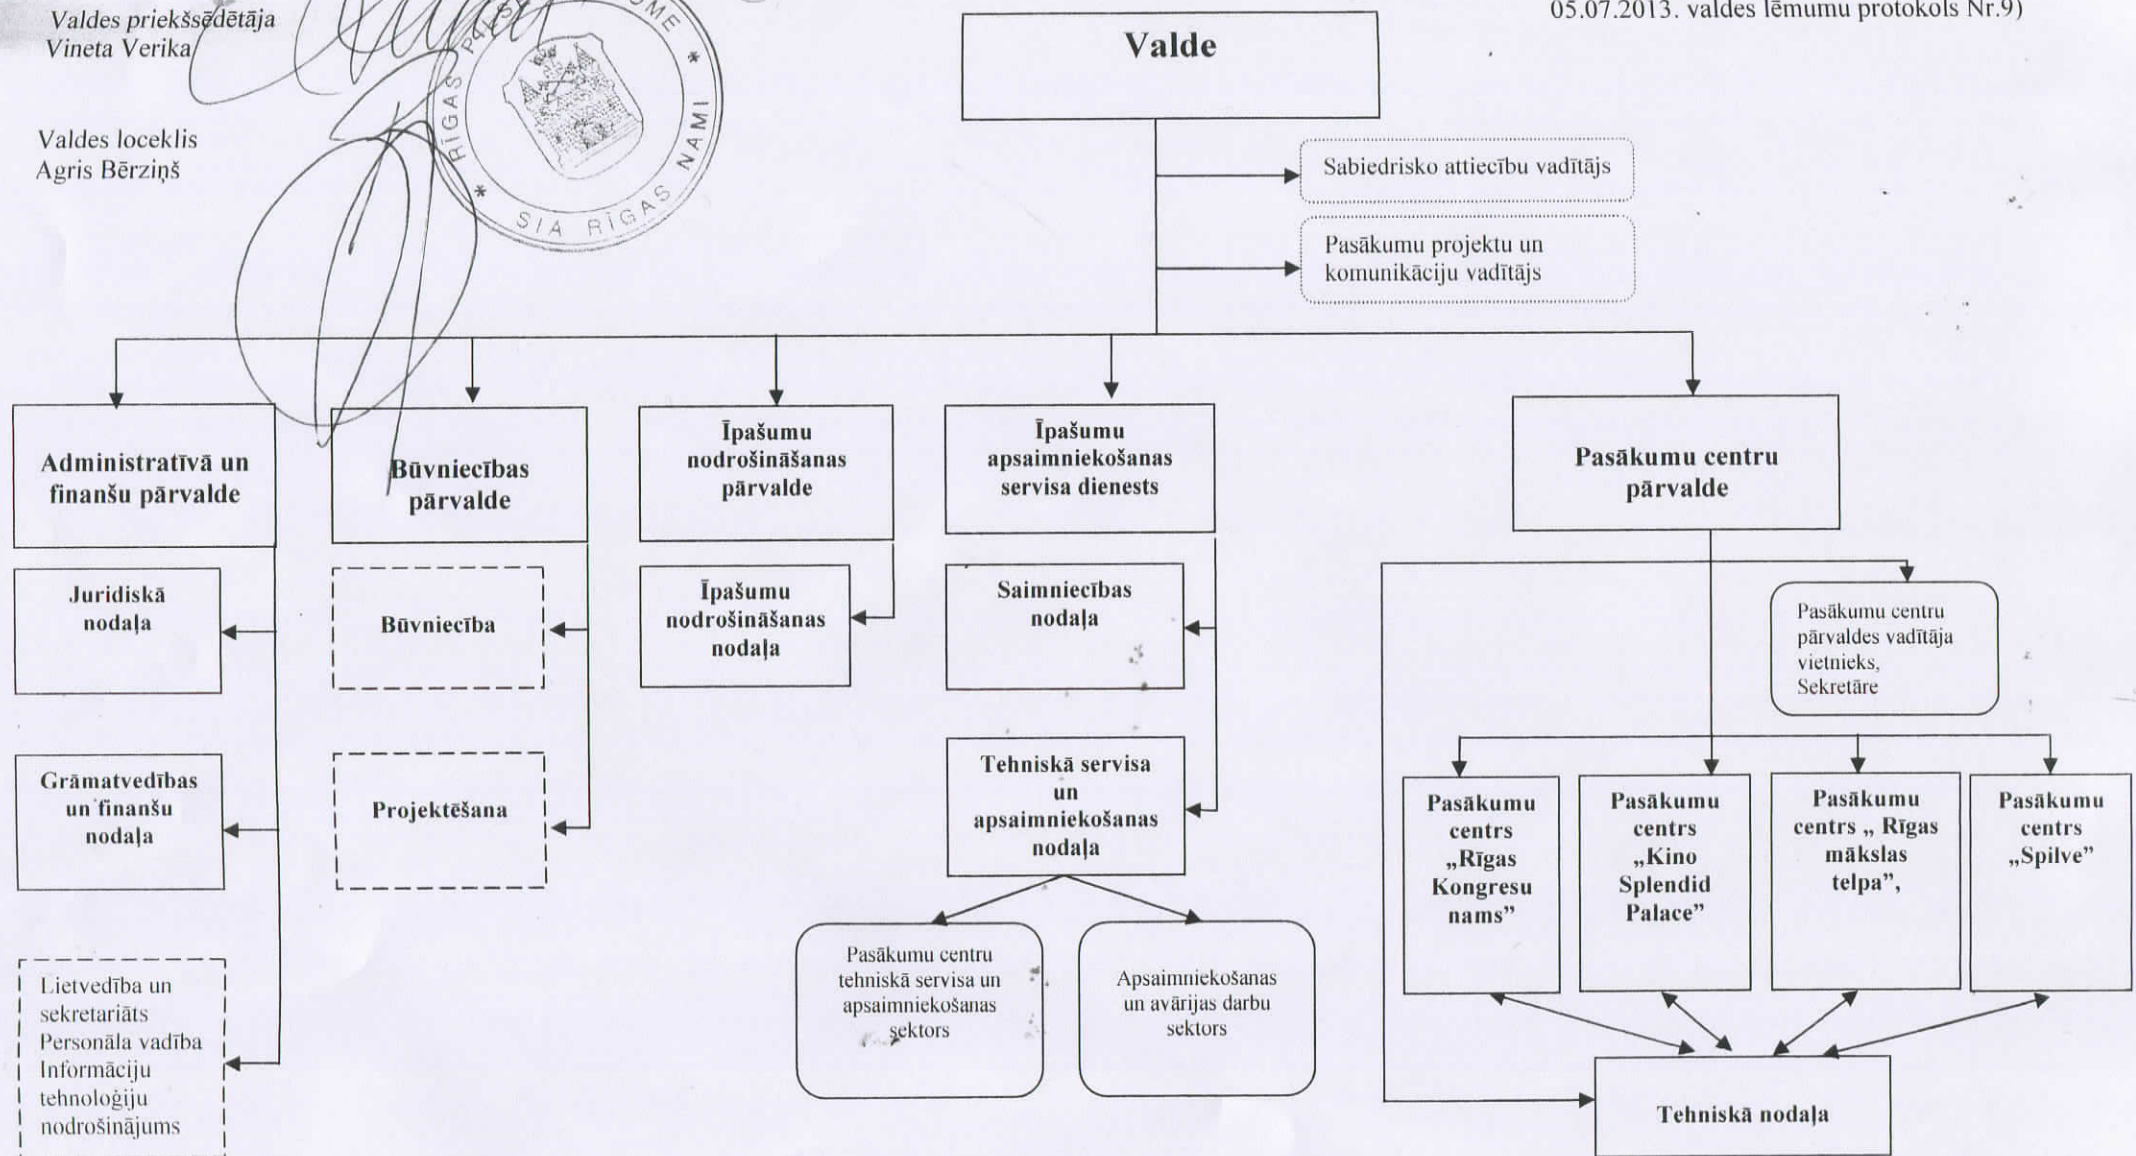 Valdes priekšsēdētāja
Vineta Verika
Valdes loceklis
Agris Bērziņš
RĪGAS
SIA RĪGAS NAMI
05.07.2013. valdes lēmumu protokols Nr.9)
Valde
Sabiedrisko attiecību vadītājs
Pasākumu projektu un
komunikāciju vadītājs
Administratīvā un
finanšu pārvalde
Būvniecības
pārvalde
Īpašumu
nodrošināšanas
pārvalde
Īpašumu
apsaimniekošanas
servisa dienests
Pasākumu centru
pārvalde
Juridiskā
nodaļa
Būvniecība
Īpašumu
nodrošināšanas
nodaļa
Saimniecības
nodaļa
Pasākumu centru
pārvaldes vadītāja
vietnieks,
Sekretāre
Grāmatvedības
un finanšu
nodaļa
Projektēšana
Tehniskā servisa
un
apsaimniekošanas
nodaļa
Pasākumu
centrs
„Rīgas
Kongresu
nams”
Pasākumu
centrs
„Kino
Splendid
Palace”
Pasākumu
centrs „ Rīgas
mākslas
telpa”,
Pasākumu
centrs
„Spilve”
Lietvedība un
sekretariāts
Personāla vadība
Informāciju
tehnoloģiju
nodrošinājums
Pasākumu centru
tehniskā servisa un
apsaimniekošanas
sektors
Apsaimniekošanas
un avārijas darbu
sektors
Tehniskā nodaļa